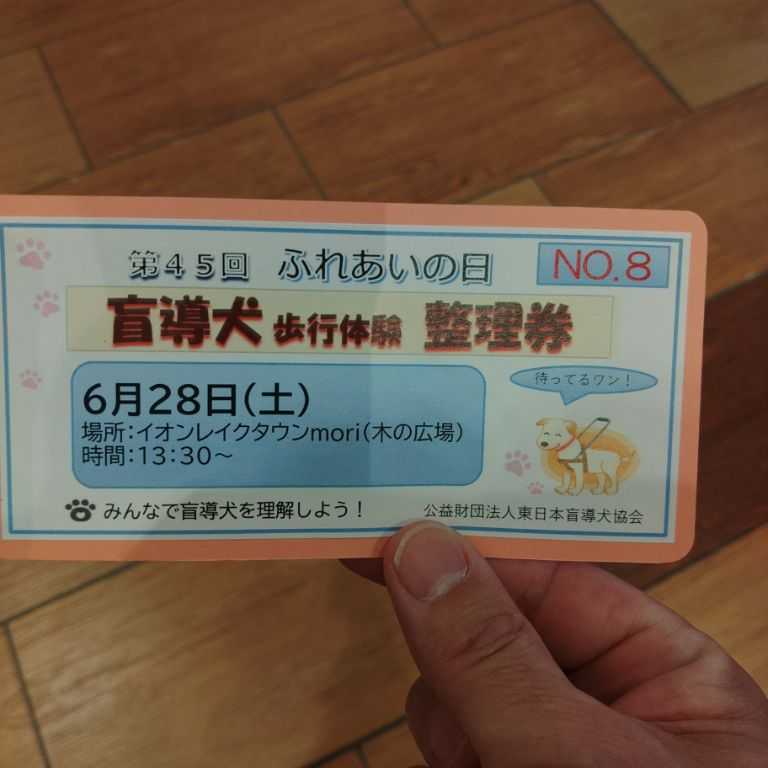 第45回 ふれあいの日
NO.8
盲導犬 歩行体験 整理券
6月28日(土)
場所:イオンレイクタウンmori(木の広場)
時間:13:30～
待ってるワン!
みんなで盲導犬を理解しよう!
公益財団法人東日本盲導犬協会